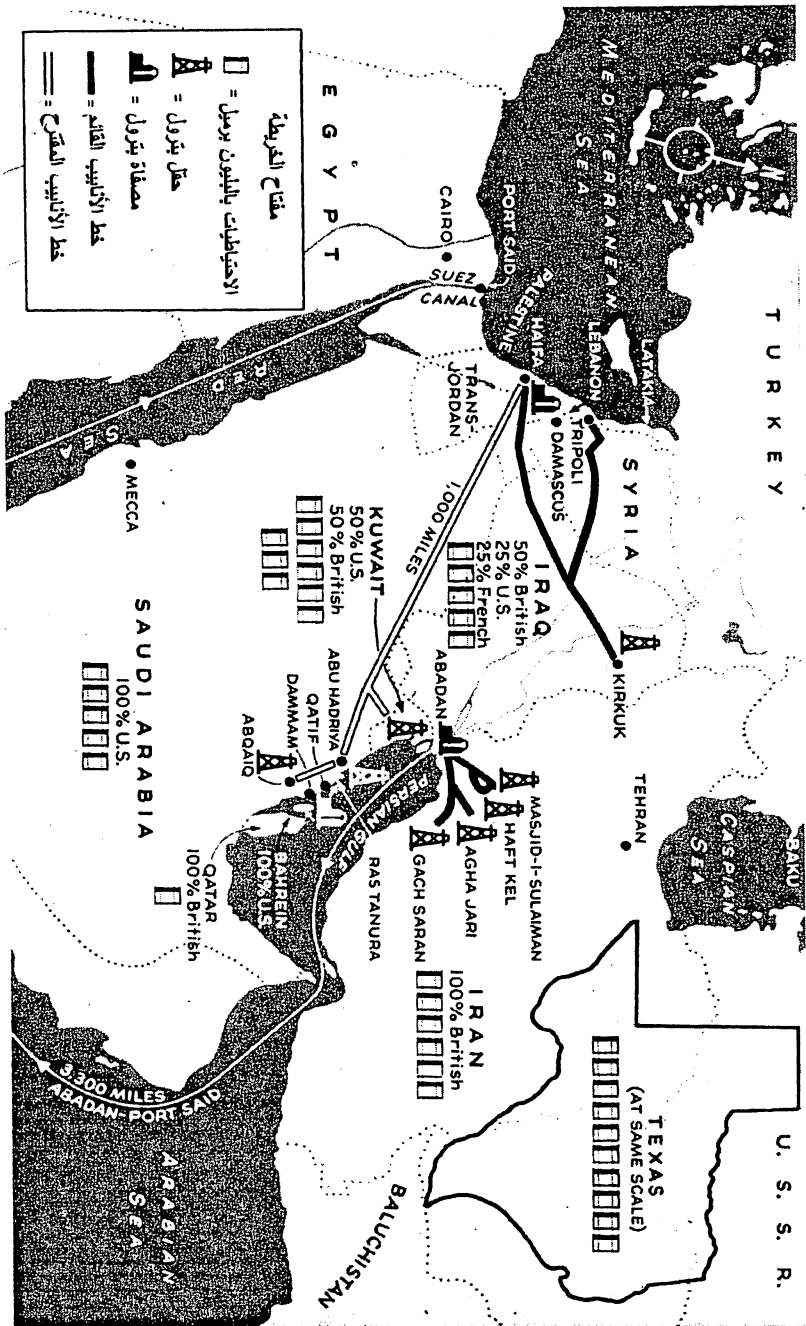 MEDITERRANEAN
SEA
N
TURKEY
U. S. S. R.
BAKU
CASPIAN
SEA
TEXAS
(AT SAME SCALE)
LATAKIA
LEBANON
TRIPOLI
DAMASCUS
SYRIA
HAIFA
PALESTINE
PORT SAID
SUEZ
CANAL
CAIRO
EGYPT
TRANS-
JORDAN
1,000 MILES
IRAQ
50% British
25% U.S.
25% French
KIRKUK
TEHRAN
MASJID-I-SULAIMAN
HAFT KEL
AGHA JARI
GACH SARAN
ABADAN
IRAN
100% British
KUWAIT
50% U.S.
50% British
ABU HADRIYA
QATIF
DAMMAM
ABQAIQ
PERSIAN GULF
RAS TANURA
BAHREIN
100% U.S.
QATAR
100% British
SAUDI ARABIA
100% U.S.
RED SEA
MECCA
3,300 MILES
ABADAN-PORT SAID
ARABIAN
SEA
BALUCHISTAN
مفتاح الخريطة
= الاحتياطيات بالبليون برميل
= حقل بترول
= مصفاة بترول
= خط الأنابيب القائم
= خط الأنابيب المقترح